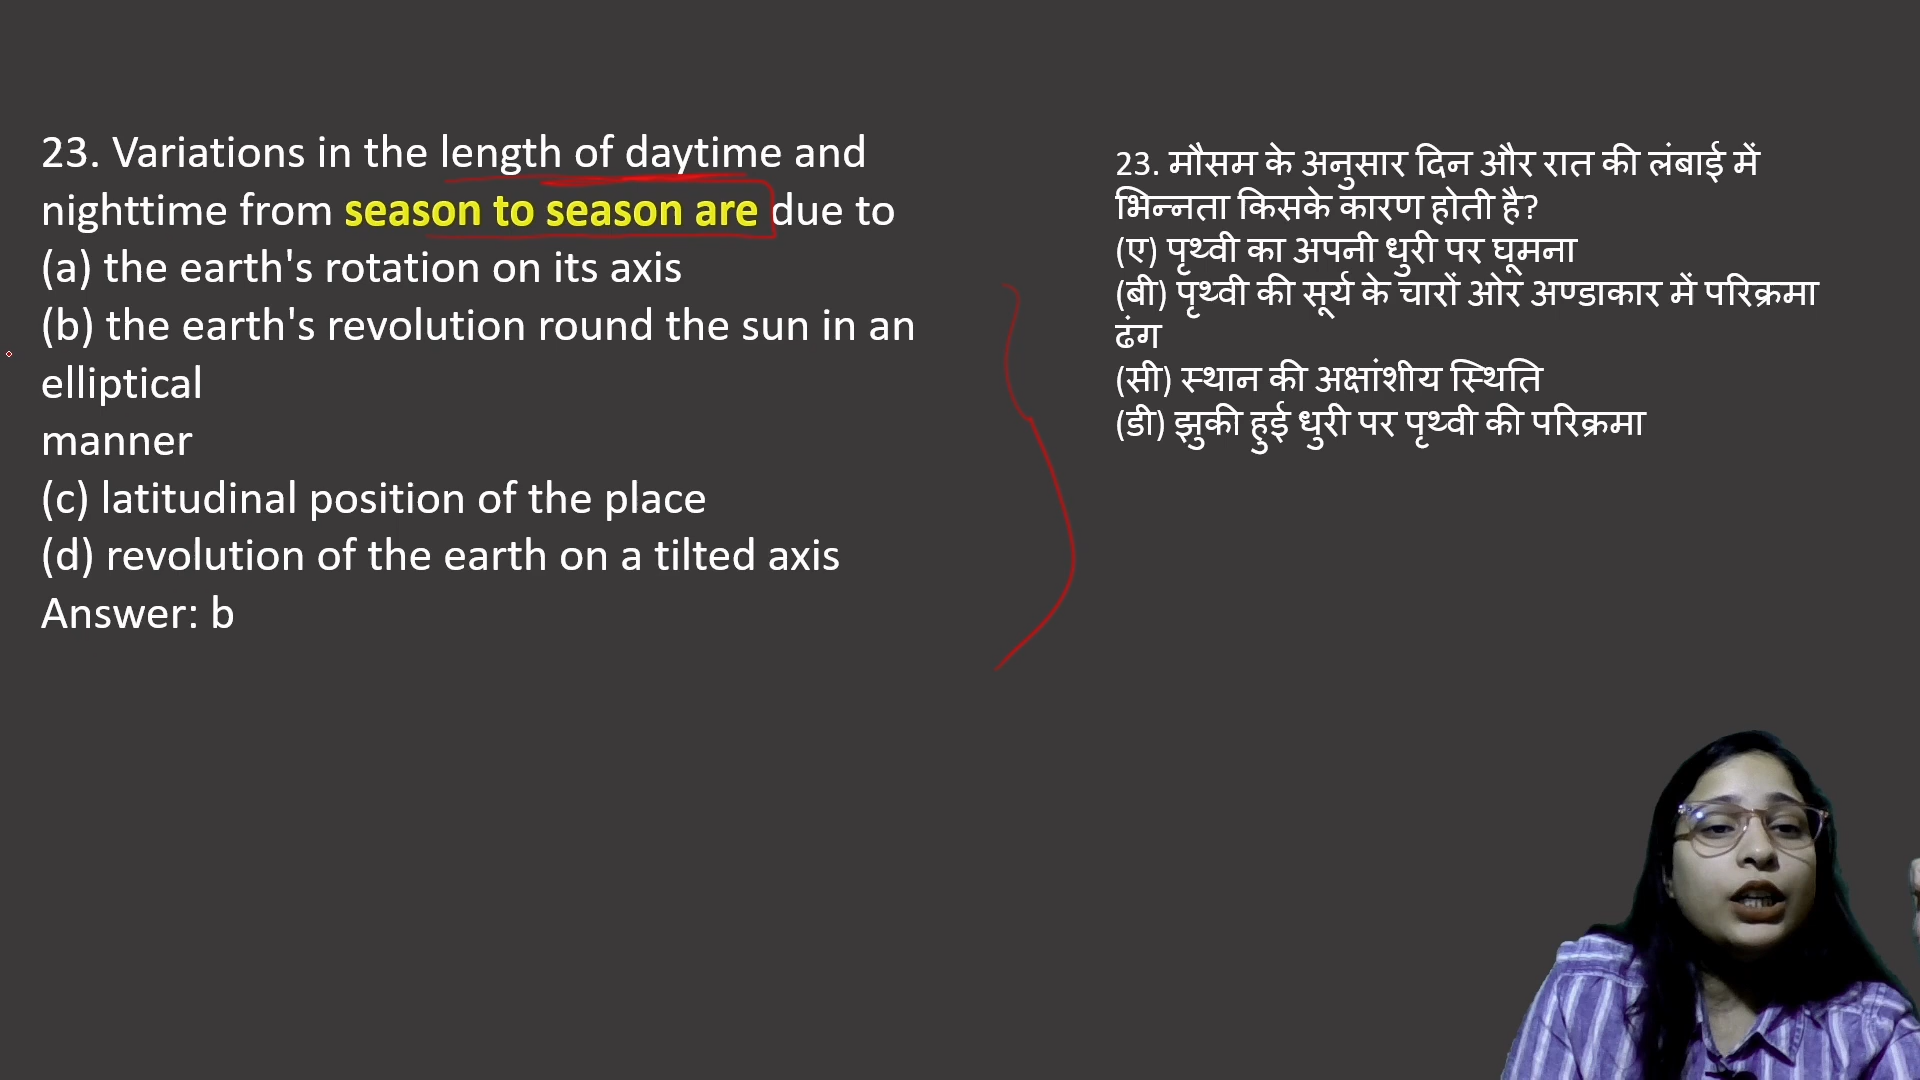 23. Variations in the length of daytime and
nighttime from season to season are due to
(a) the earth's rotation on its axis
(b) the earth's revolution round the sun in an
elliptical
manner
(c) latitudinal position of the place
(d) revolution of the earth on a tilted axis
Answer: b
23. मौसम के अनुसार दिन और रात की लंबाई में
भिन्नता किसके कारण होती है?
(ए) पृथ्वी का अपनी धुरी पर घूमना
(बी) पृथ्वी की सूर्य के चारों ओर अण्डाकार में परिक्रमा
ढंग
(सी) स्थान की अक्षांशीय स्थिति
(डी) झुकी हुई धुरी पर पृथ्वी की परिक्रमा